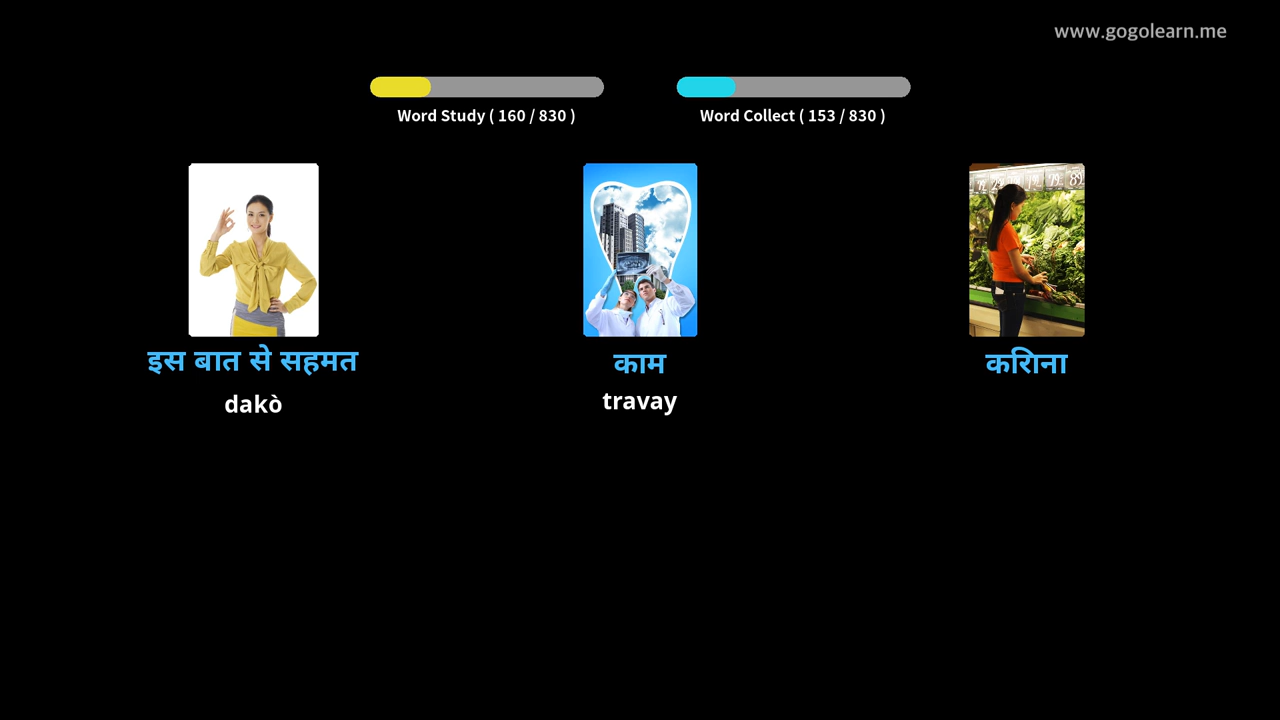 www.gogolearn.me
Word Study ( 160 / 830 )
Word Collect ( 153 / 830 )
इस बात से सहमत
काम
करिाना
dakò
travay